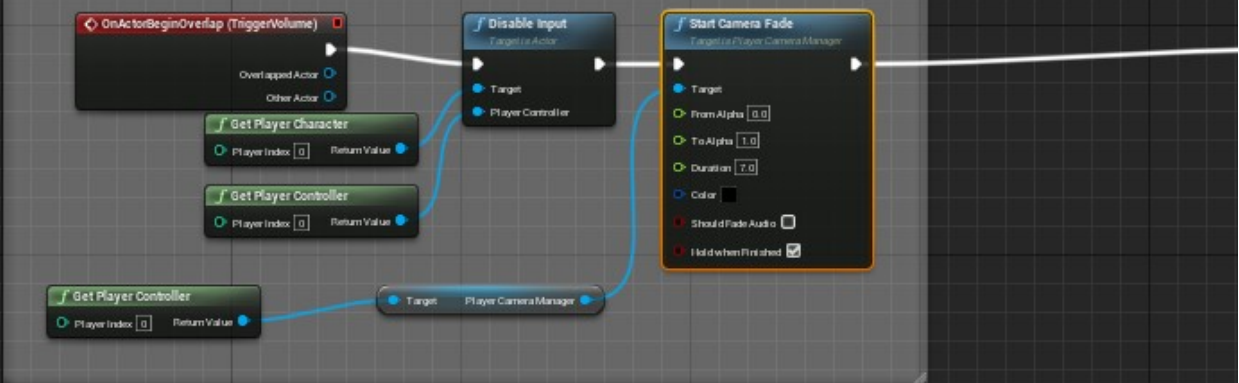 OnActorBeginOverlap (TriggerVolume)
Overlapped Actor
Other Actor
f Get Player Character
Player Index 0 Return Value
f Get Player Controller
Player Index 0 Return Value
f Get Player Controller
Player Index 0 Return Value
Target Player Camera Manager
f Disable Input
Target is Actor
Target
Player Controller
f Start Camera Fade
Target is Player Camera Manager
Target
From Alpha 0.0
To Alpha 1.0
Duration 7.0
Color
Should Fade Audio
Hold when Finished